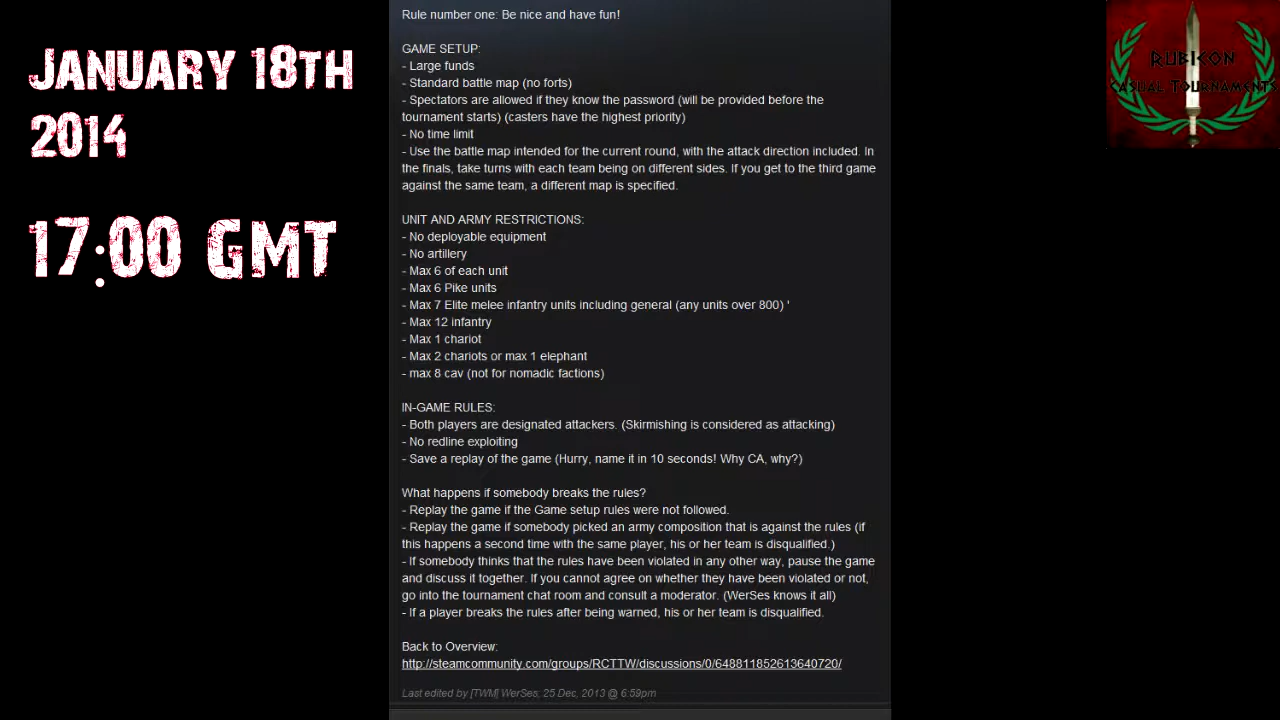 JANUARY 18TH
2014
17:00 GMT
Rule number one: Be nice and have fun!
GAME SETUP:
- Large funds
- Standard battle map (no forts)
- Spectators are allowed if they know the password (will be provided before the
tournament starts) (casters have the highest priority)
- No time limit
- Use the battle map intended for the current round, with the attack direction included. In
the finals, take turns with each team being on different sides. If you get to the third game
against the same team, a different map is specified.
UNIT AND ARMY RESTRICTIONS:
- No deployable equipment
- No artillery
- Max 6 of each unit
- Max 6 Pike units
- Max 7 Elite melee infantry units including general (any units over 800) '
- Max 12 infantry
- Max 1 chariot
- Max 2 chariots or max 1 elephant
- max 8 cav (not for nomadic factions)
IN-GAME RULES:
- Both players are designated attackers. (Skirmishing is considered as attacking)
- No redline exploiting
- Save a replay of the game (Hurry, name it in 10 seconds! Why CA, why?)
What happens if somebody breaks the rules?
- Replay the game if the Game setup rules were not followed.
- Replay the game if somebody picked an army composition that is against the rules (if
this happens a second time with the same player, his or her team is disqualified.)
- If somebody thinks that the rules have been violated in any other way, pause the game
and discuss it together. If you cannot agree on whether they have been violated or not,
go into the tournament chat room and consult a moderator. (WerSes knows it all)
- If a player breaks the rules after being warned, his or her team is disqualified.
Back to Overview:
http://steamcommunity.com/groups/RCTTW/discussions/0/648811852613640720/
Last edited by [TWM] WerSes; 25 Dec, 2013 @ 6:59pm
RUBICON
CASUAL TOURNAMENTS